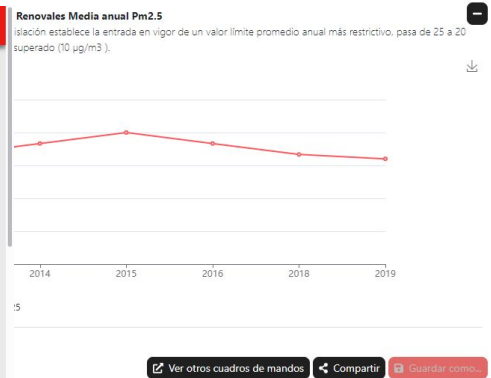 Renovales Media anual Pm2.5
islación establece la entrada en vigor de un valor límite promedio anual más restrictivo, pasa de 25 a 20
superado (10 µg/m3 ).
2014 2015 2016 2018 2019
25
Ver otros cuadros de mandos Compartir Guardar como...